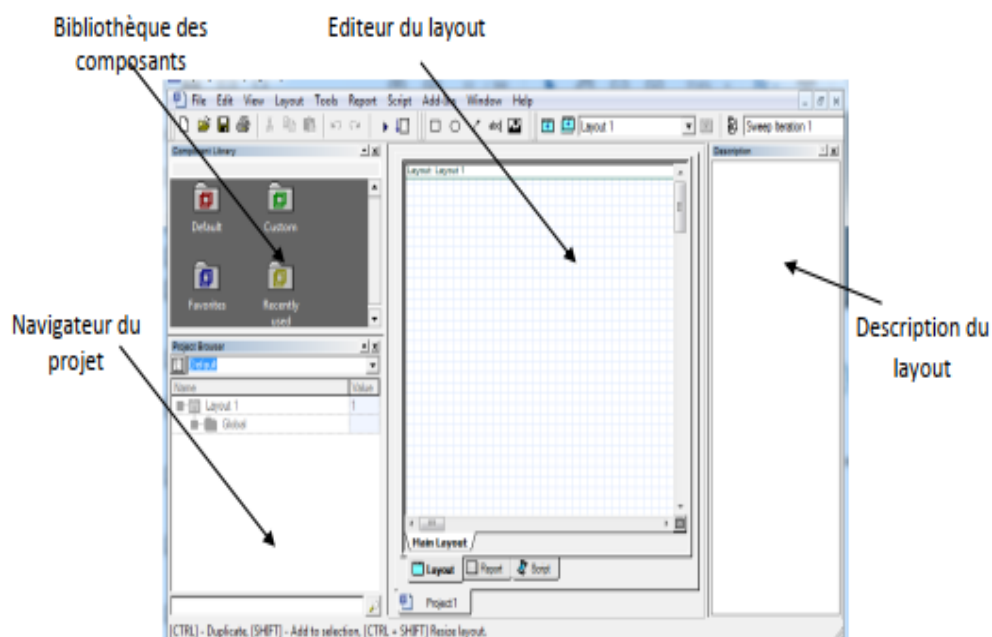 Bibliothèque des
composants
Editeur du layout
File Edit View Layout Tools Report Script Add-Ins Window Help
Layout 1
Sweep Iteration 1
Component Library
Description
Default
Custom
Favorites
Recently
used
Layout: Layout 1
Navigateur du
projet
Description du
layout
Project Browser
Default
Name Value
Layout 1 1
Global
Main Layout
Layout Report Script
Project1
[CTRL] - Duplicate, [SHIFT] - Add to selection, [CTRL + SHIFT] Resize layout.